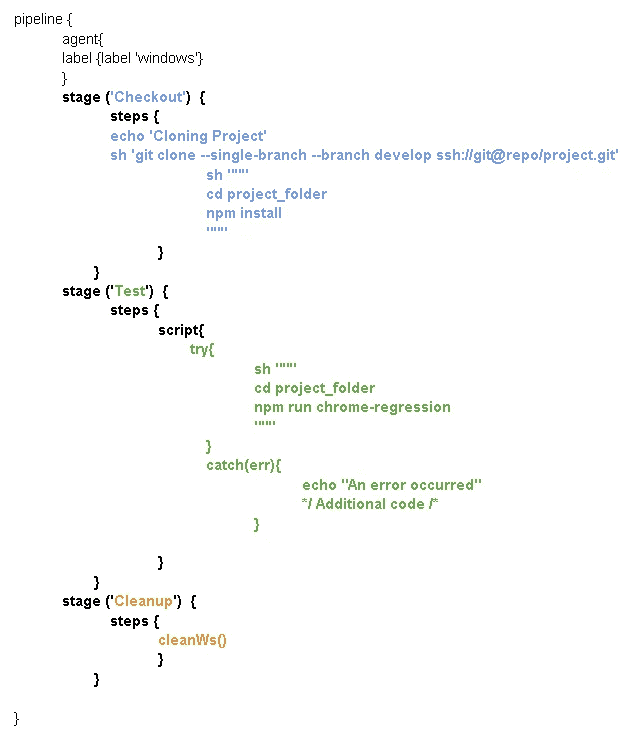 pipeline {
agent{
label {label 'windows'}
}
stage ('Checkout') {
steps {
echo 'Cloning Project'
sh 'git clone --single-branch --branch develop ssh://git@repo/project.git'
sh '""'
cd project_folder
npm install
'""'
}
}
stage ('Test') {
steps {
script{
try{
sh '""'
cd project_folder
npm run chrome-regression
'""'
}
catch(err){
echo "An error occurred"
*/ Additional code /*
}
}
}
stage ('Cleanup') {
steps {
cleanWs()
}
}
}